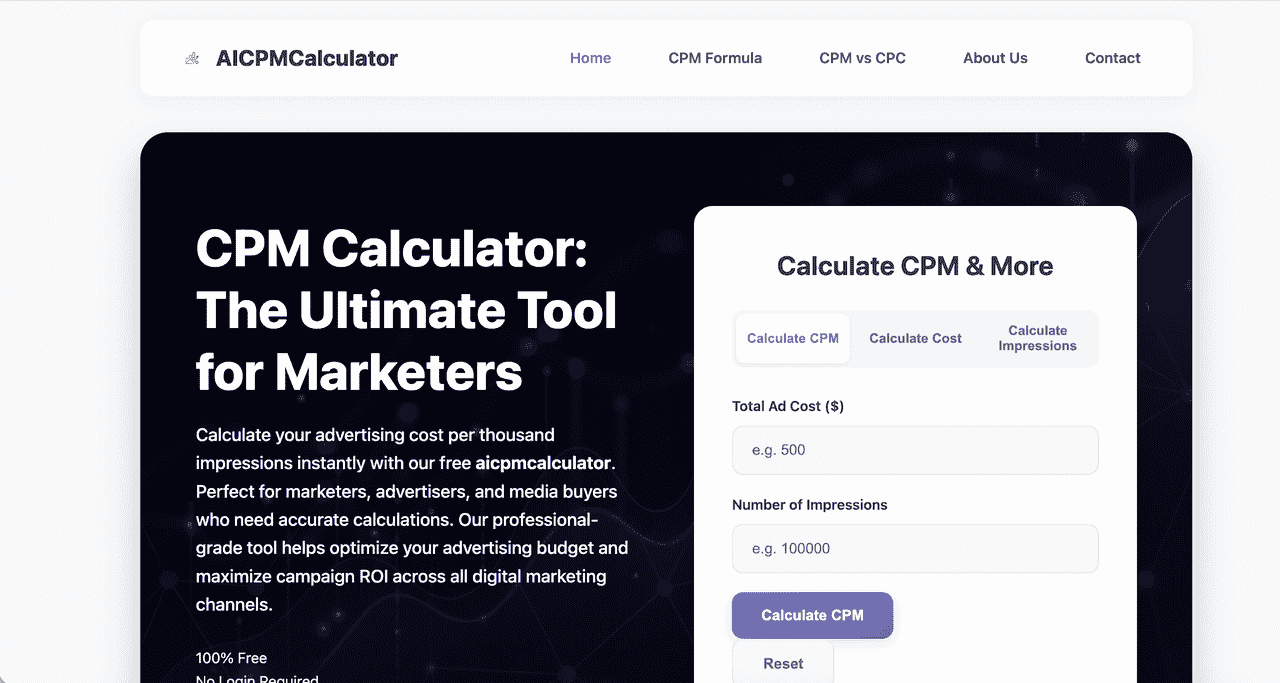 AICPMCalculator
Home
CPM Formula
CPM vs CPC
About Us
Contact
CPM Calculator:
The Ultimate Tool
for Marketers
Calculate your advertising cost per thousand
impressions instantly with our free aicpmcalculator.
Perfect for marketers, advertisers, and media buyers
who need accurate calculations. Our professional-
grade tool helps optimize your advertising budget and
maximize campaign ROI across all digital marketing
channels.
100% Free
No Login Required
Calculate CPM & More
Calculate CPM
Calculate Cost
Calculate
Impressions
Total Ad Cost ($)
e.g. 500
Number of Impressions
e.g. 100000
Calculate CPM
Reset